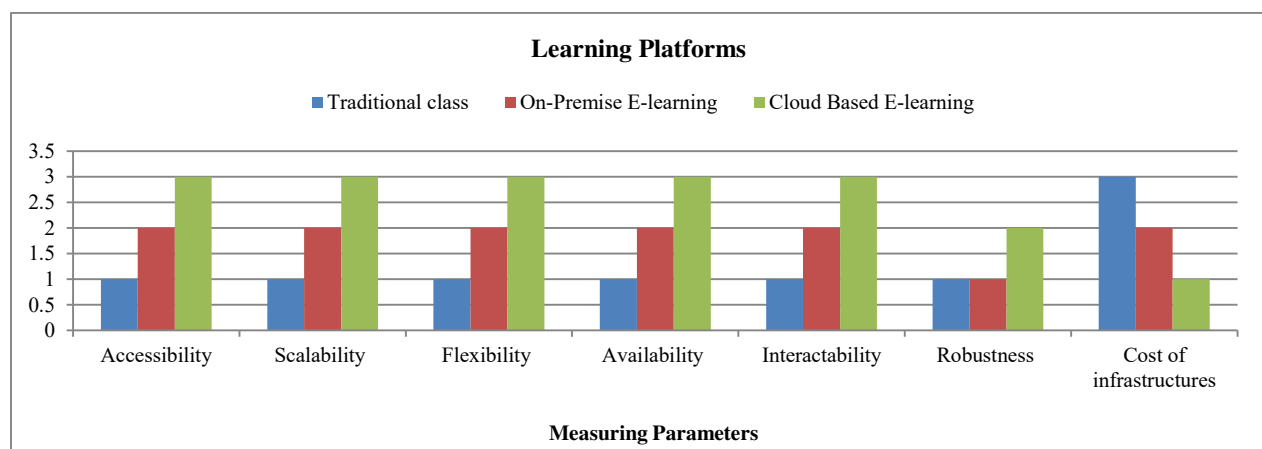 Learning Platforms
Traditional class On-Premise E-learning Cloud Based E-learning
3.5
3
2.5
2
1.5
1
0.5
0
Accessibility Scalability Flexibility Availability Interactability Robustness Cost of
infrastructures
Measuring Parameters